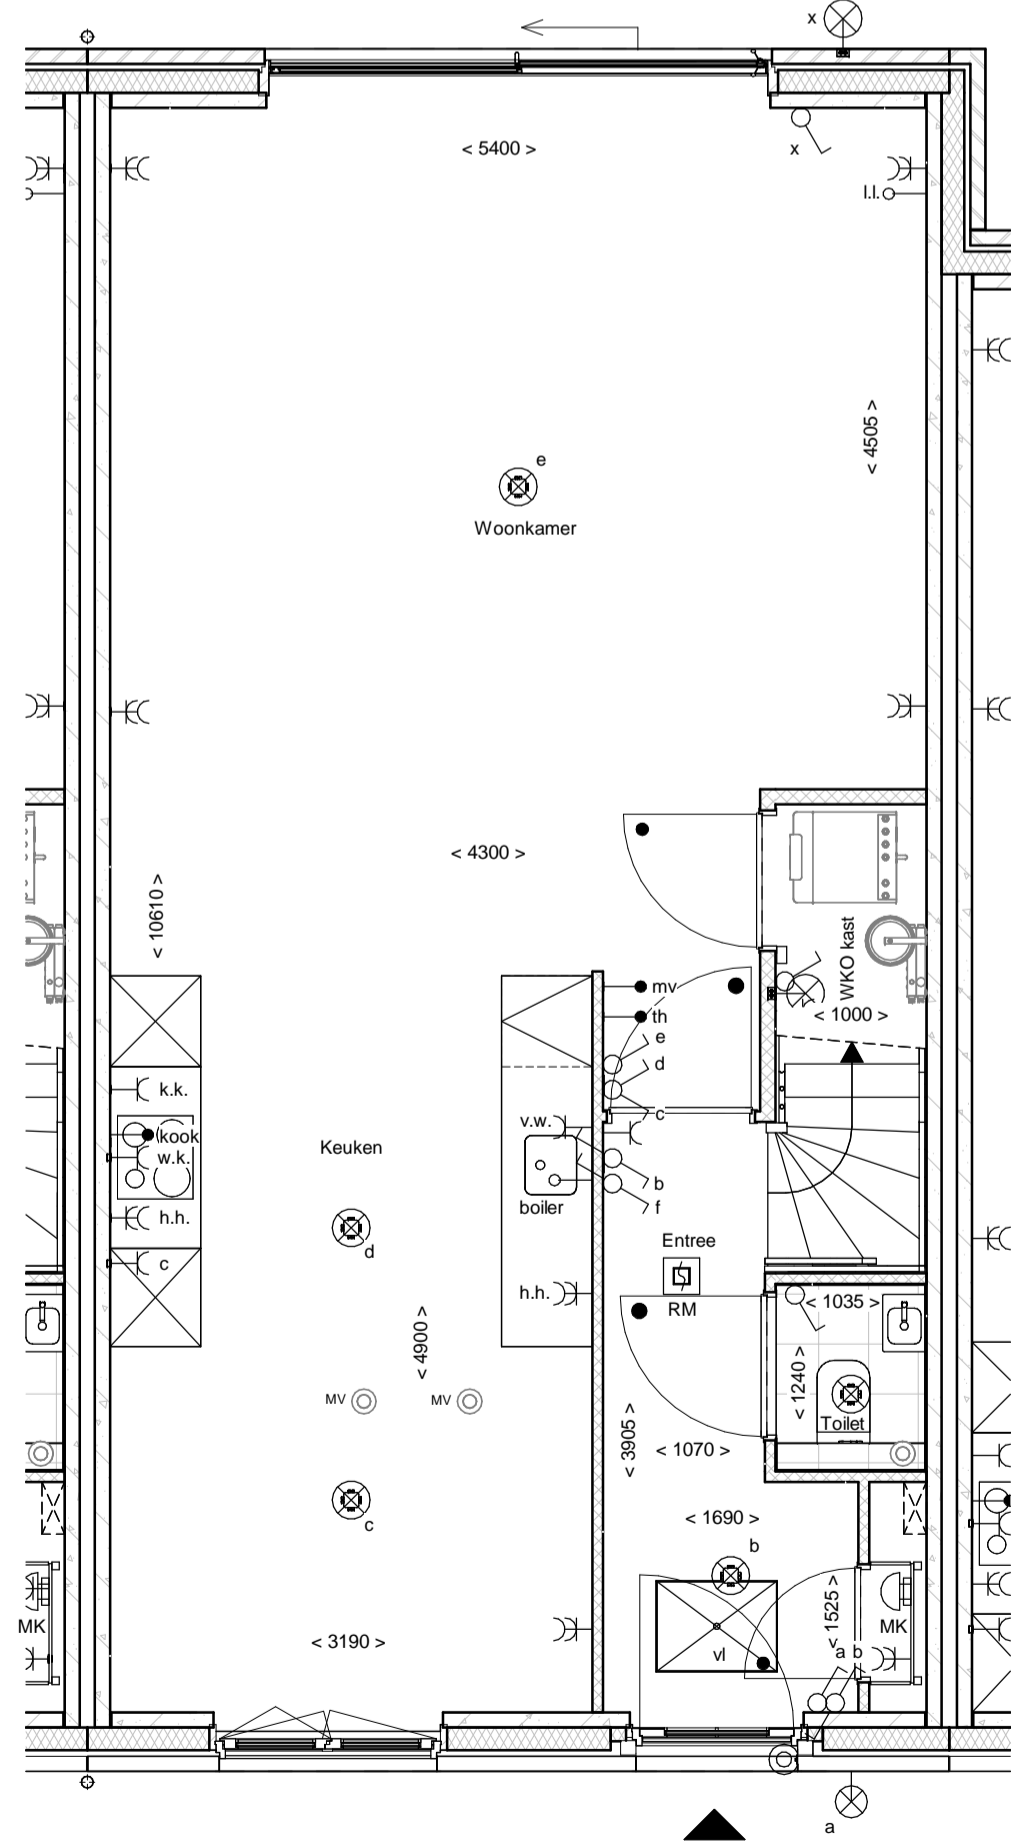 x
< 5400 >
x
l.l.
< 4505 >
e
Woonkamer
< 4300 >
< 10610 >
WKO kast
mv
< 1000 >
th
e
d
k.k.
c
v.w.
kook
Keuken
w.k.
b
boiler
f
h.h.
Entree
d
c
h.h.
RM
< 1035 >
< 4900 >
< 1240 >
MV
MV
Toilet
< 3905 >
< 1070 >
< 1690 >
c
b
< 1525 >
MK
MK
< 3190 >
vl
a b
a